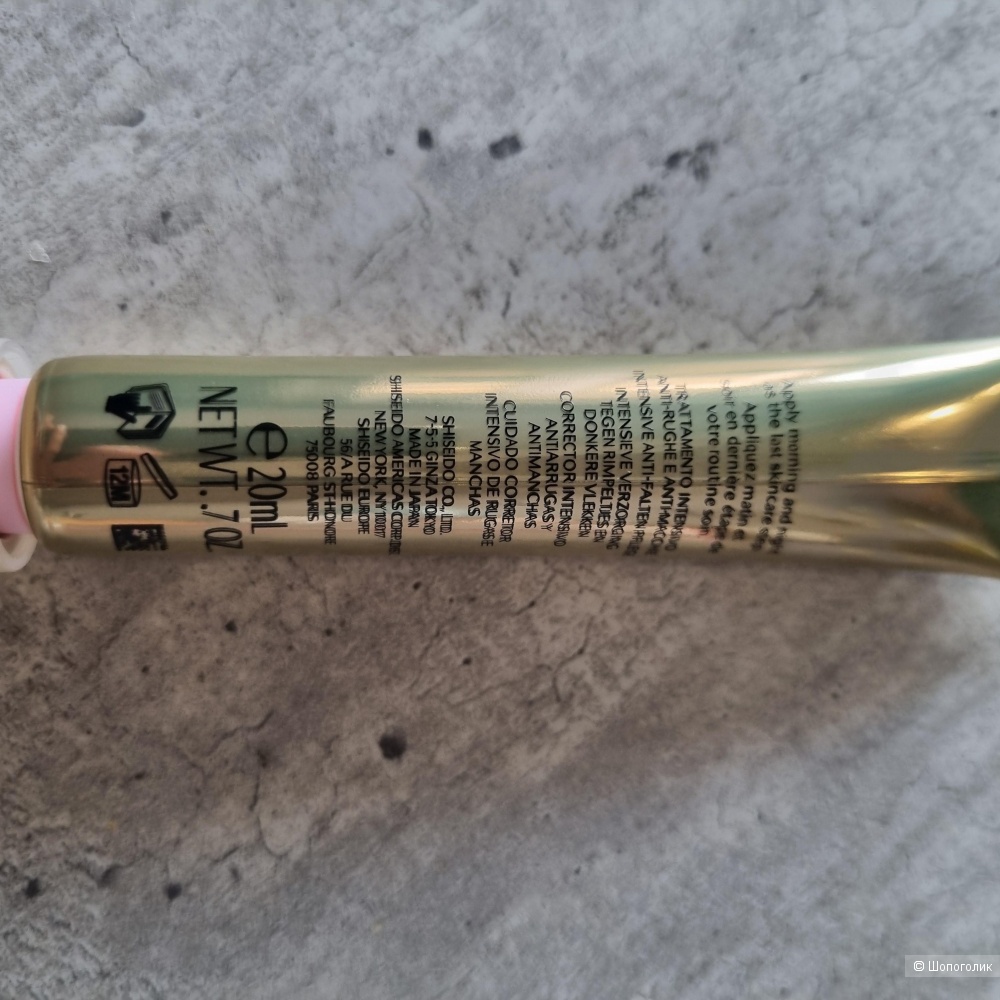 Apply morning and night
as the last skincare step.
Appliquez matin et
soir en dernière étape de
votre routine soin.
TRATTAMENTO INTENSIVO
ANTI-RUGHE E ANTI-MACCHIE
INTENSIVE ANTI-FALTEN
INTENSIEVE VERZORGING
TEGEN RIMPELTJES EN
DONKERE VLEKKEN
CORRECTOR INTENSIVO
ANTIARRUGAS Y
ANTIMANCHAS
CUIDADO CORRETOR
INTENSIVO DE RUGAS E
MANCHAS
SHISEIDO CO., LTD.
7-5-5 GINZA TOKYO
MADE IN JAPAN
SHISEIDO AMERICAS CORP. DIST.
NEW YORK, NY 10017
SHISEIDO EUROPE
56/A RUE DU
FAUBOURG ST-HONORE
75008 PARIS
e 20mL
NET WT. .7 OZ
12M
© Шопоголик